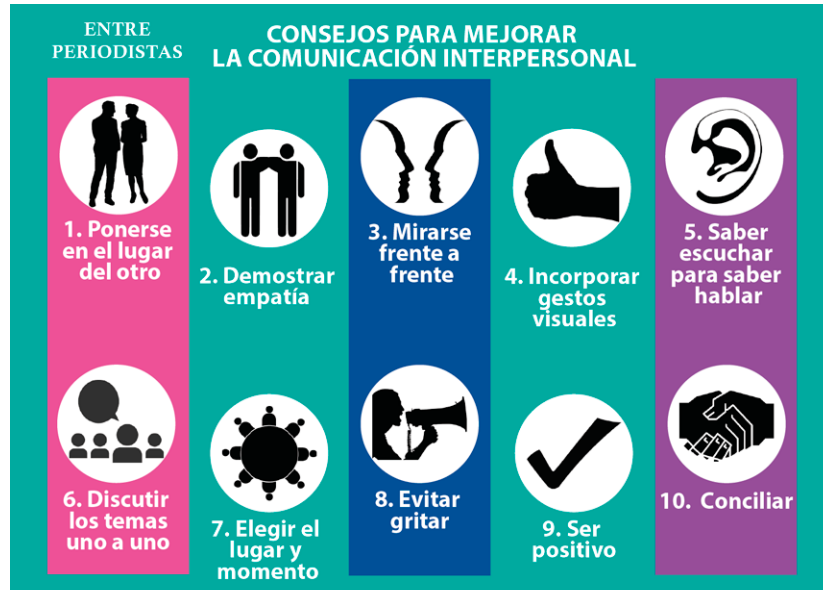 ENTRE
PERIODISTAS
CONSEJOS PARA MEJORAR
LA COMUNICACIÓN INTERPERSONAL
1. Ponerse
en el lugar
del otro
2. Demostrar
empatía
3. Mirarse
frente a
frente
4. Incorporar
gestos
visuales
5. Saber
escuchar
para saber
hablar
6. Discutir
los temas
uno a uno
7. Elegir el
lugar y
momento
8. Evitar
gritar
9. Ser
positivo
10. Conciliar